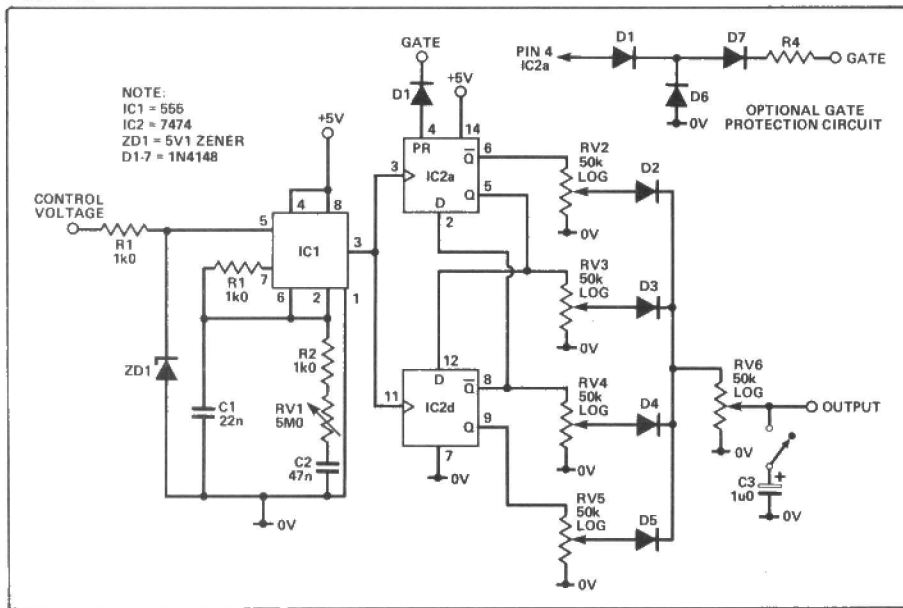 GATE
D1
+5V
4
14
PR
3
IC2a
Q̅
6
Q
5
D
2
PIN 4
IC2a
D1
D7
R4
GATE
D6
0V
OPTIONAL GATE
PROTECTION CIRCUIT
NOTE:
IC1 = 555
IC2 = 7474
ZD1 = 5V1 ZENER
D1-7 = 1N4148
+5V
CONTROL
VOLTAGE
R1
1k0
5
4
8
IC1
3
R1
1k0
7
6
2
1
ZD1
C1
22n
R2
1k0
RV1
5M0
C2
47n
0V
12
D
11
IC2d
Q̅
8
Q
9
7
0V
RV2
50k
LOG
D2
0V
RV3
50k
LOG
D3
0V
RV4
50k
LOG
D4
0V
RV5
50k
LOG
D5
0V
RV6
50k
LOG
OUTPUT
+
C3
1u0
0V